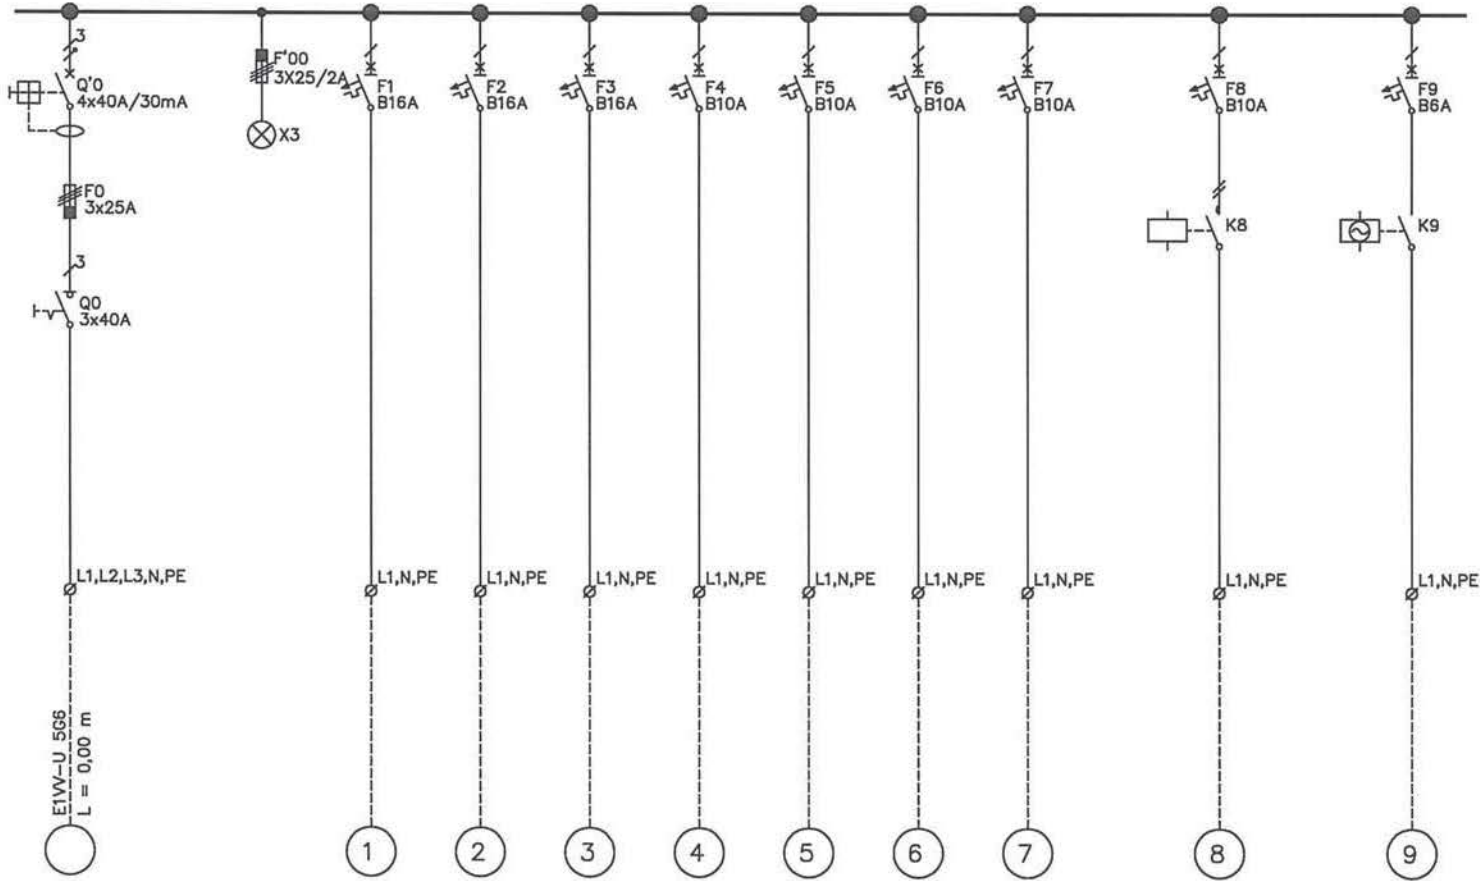 3
Q'0
4x40A/30mA
F0
3x25A
3
Q0
3x40A
L1,L2,L3,N,PE
E1VV-U 5G6
L = 0,00 m
F'00
3X25/2A
X3
F1
B16A
L1,N,PE
1
F2
B16A
L1,N,PE
2
F3
B16A
L1,N,PE
3
F4
B10A
L1,N,PE
4
F5
B10A
L1,N,PE
5
F6
B10A
L1,N,PE
6
F7
B10A
L1,N,PE
7
F8
B10A
K8
L1,N,PE
8
F9
B6A
K9
L1,N,PE
9